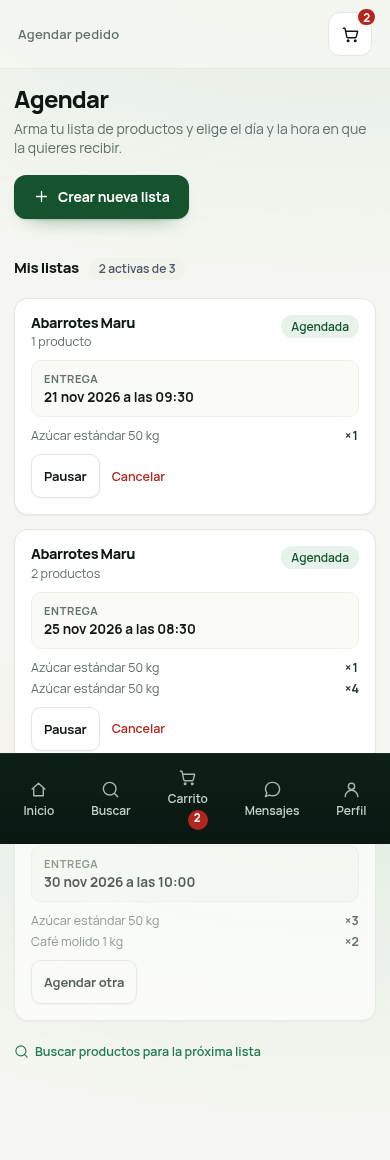 Agendar pedido
2
Agendar
Arma tu lista de productos y elige el día y la hora en que
la quieres recibir.
Crear nueva lista
Mis listas
2 activas de 3
Abarrotes Maru
Agendada
1 producto
ENTREGA
21 nov 2026 a las 09:30
Azúcar estándar 50 kg
×1
Pausar
Cancelar
Abarrotes Maru
Agendada
2 productos
ENTREGA
25 nov 2026 a las 08:30
Azúcar estándar 50 kg
×1
Azúcar estándar 50 kg
×4
Pausar
Cancelar
Inicio
Buscar
Carrito
2
Mensajes
Perfil
ENTREGA
30 nov 2026 a las 10:00
Azúcar estándar 50 kg
×3
Café molido 1 kg
×2
Agendar otra
Buscar productos para la próxima lista